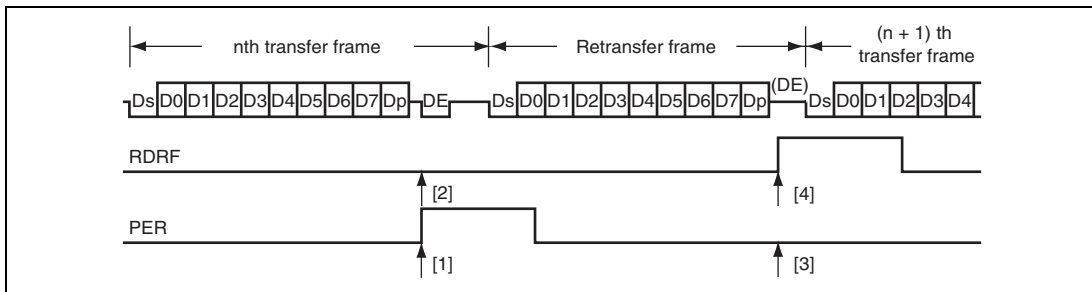 nth transfer frame
Retransfer frame
(n + 1) th
transfer frame
Ds D0 D1 D2 D3 D4 D5 D6 D7 Dp DE Ds D0 D1 D2 D3 D4 D5 D6 D7 Dp (DE) Ds D0 D1 D2 D3 D4
RDRF
[2] [4]
PER
[1] [3]